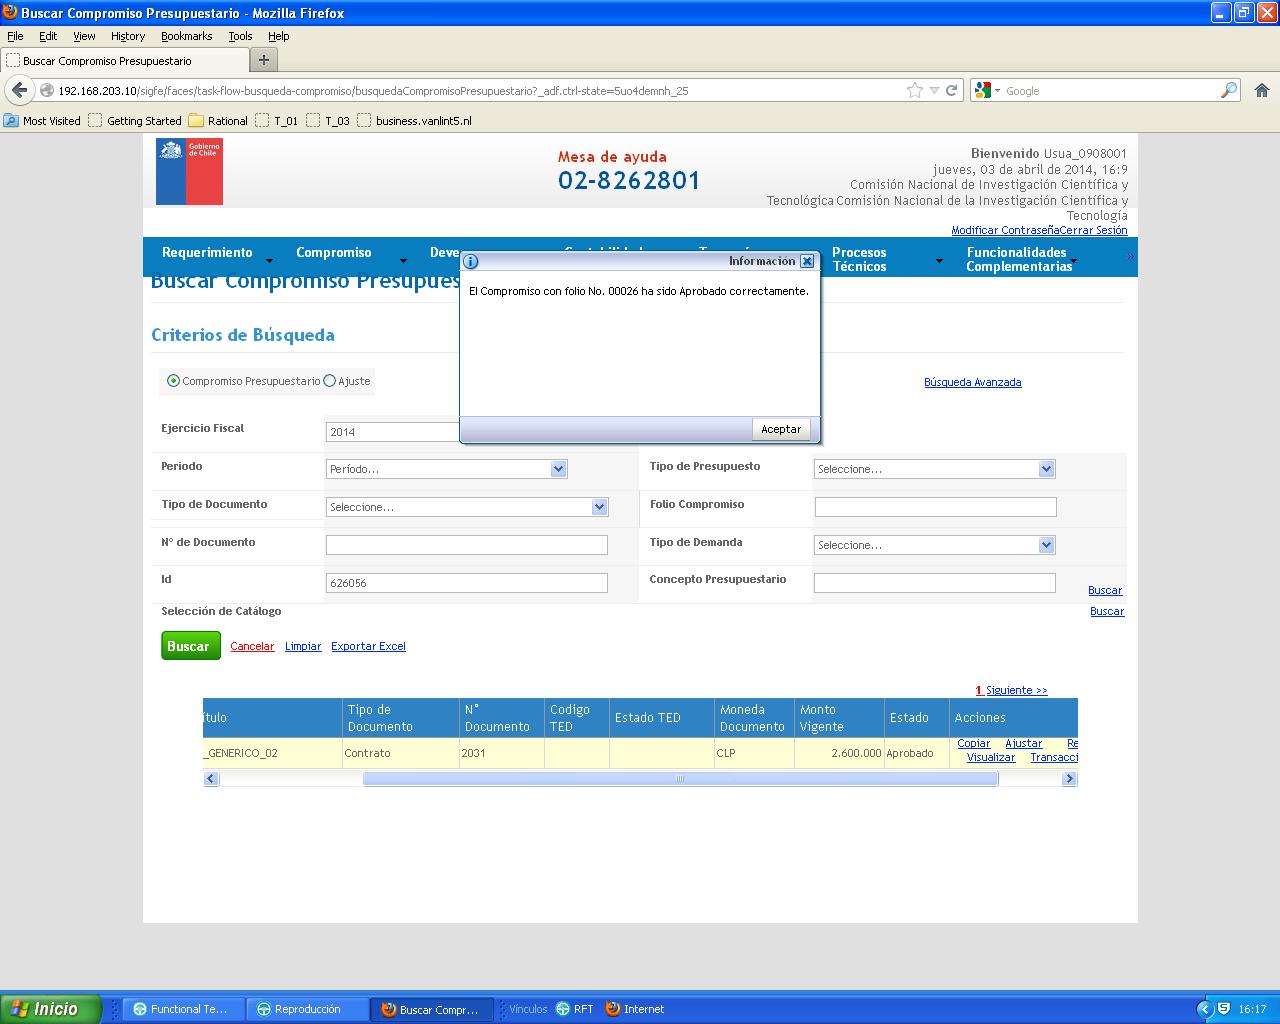 Buscar Compromiso Presupuestario - Mozilla Firefox
File Edit View History Bookmarks Tools Help
Buscar Compromiso Presupuestario
192.168.203.10/sigfe/faces/task-flow-busqueda-compromiso/busquedaCompromisoPresupuestario?_adf.ctrl-state=5uo4demnh_25
Google
Most Visited Getting Started Rational T_01 T_03 business.vanlint5.nl
Gobierno de Chile
Mesa de ayuda
02-8262801
Bienvenido Usua_0908001
jueves, 03 de abril de 2014, 16:9
Comisión Nacional de Investigación Científica y
Tecnológica Comisión Nacional de la Investigación Científica y
Tecnología
Modificar Contraseña Cerrar Sesión
Requerimiento Compromiso Deve
Procesos Técnicos
Funcionalidades Complementarias
»
Buscar Compromiso Presupues
Información
El Compromiso con folio No. 00026 ha sido Aprobado correctamente.
Aceptar
Criterios de Búsqueda
Compromiso Presupuestario Ajuste
Búsqueda Avanzada
Ejercicio Fiscal 2014
Periodo Período... Tipo de Presupuesto Seleccione...
Tipo de Documento Seleccione... Folio Compromiso
N° de Documento Tipo de Demanda Seleccione...
Id 626056 Concepto Presupuestario Buscar
Selección de Catálogo Buscar
Buscar Cancelar Limpiar Exportar Excel
1 Siguiente >>
ítulo Tipo de Documento N° Documento Codigo TED Estado TED Moneda Documento Monto Vigente Estado Acciones
_GENERICO_02 Contrato 2031 CLP 2.600.000 Aprobado Copiar Ajustar Re
Visualizar Transacci
Inicio Functional Te... Reproducción Buscar Compr... Vínculos RFT Internet 16:17